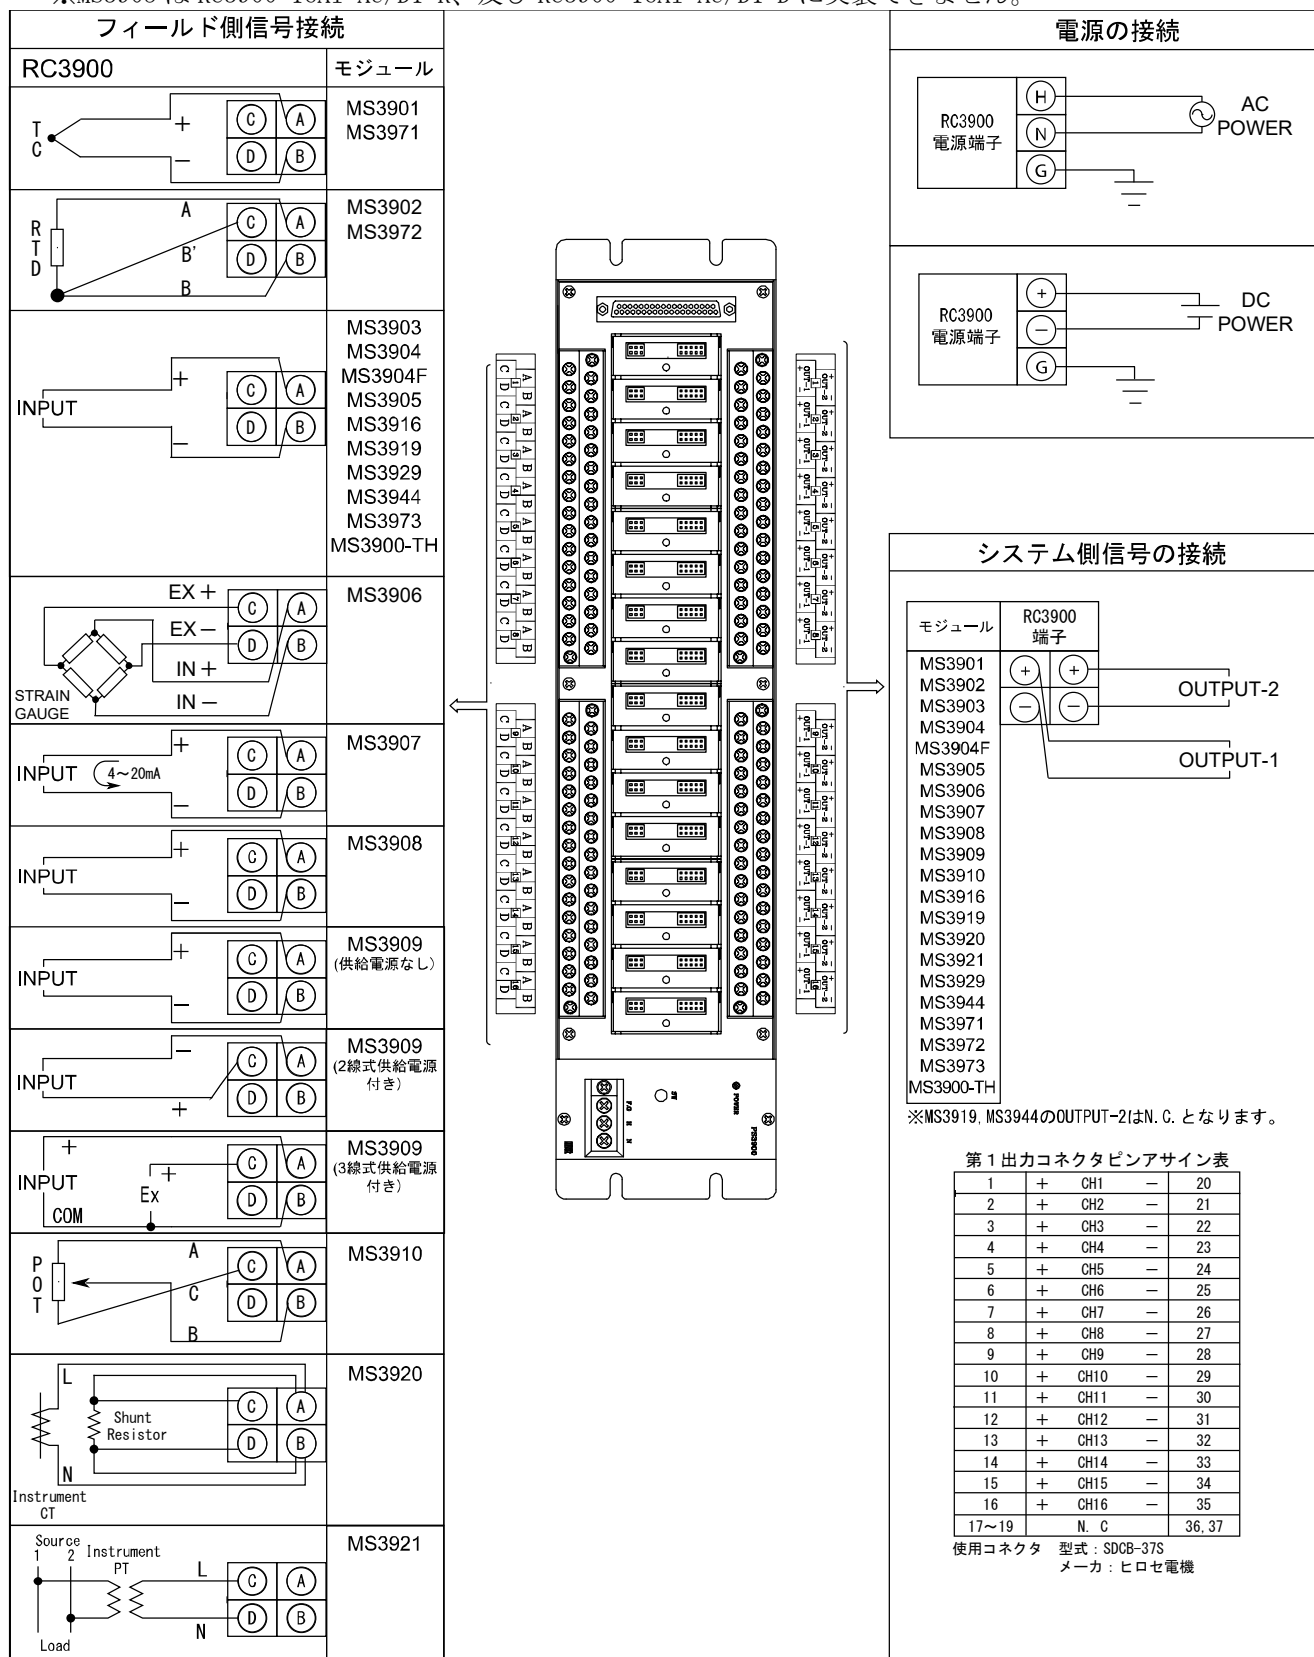 フィールド側信号接続
RC3900
モジュール
T
C
+
−
C
A
D
B
MS3901
MS3971
R
T
D
A
B'
B
C
A
D
B
MS3902
MS3972
INPUT
+
−
C
A
D
B
MS3903
MS3904
MS3904F
MS3905
MS3916
MS3919
MS3929
MS3944
MS3973
MS3900-TH
EX＋
EX−
IN＋
IN−
STRAIN
GAUGE
C
A
D
B
MS3906
INPUT
4～20mA
+
−
C
A
D
B
MS3907
INPUT
+
−
C
A
D
B
MS3908
INPUT
+
−
C
A
D
B
MS3909
(供給電源なし)
INPUT
−
+
C
A
D
B
MS3909
(2線式供給電源
付き)
+
INPUT
COM
+
Ex
C
A
D
B
MS3909
(3線式供給電源
付き)
P
O
T
A
C
B
C
A
D
B
MS3910
L
N
Shunt
Resistor
Instrument
CT
C
A
D
B
MS3920
Source
1 2
Instrument
PT
L
N
Load
C
A
D
B
MS3921
POWER
PS3900
電源の接続
RC3900
電源端子
H
N
G
AC
POWER
RC3900
電源端子
+
−
G
DC
POWER
システム側信号の接続
モジュール
RC3900
端子
MS3901
MS3902
MS3903
MS3904
MS3904F
MS3905
MS3906
MS3907
MS3908
MS3909
MS3910
MS3916
MS3919
MS3920
MS3921
MS3929
MS3944
MS3971
MS3972
MS3973
MS3900-TH
+ +
− −
OUTPUT-2
OUTPUT-1
※MS3919,MS3944のOUTPUT-2はN.C.となります。
第１出力コネクタピンアサイン表
1 + CH1 − 20
2 + CH2 − 21
3 + CH3 − 22
4 + CH4 − 23
5 + CH5 − 24
6 + CH6 − 25
7 + CH7 − 26
8 + CH8 − 27
9 + CH9 − 28
10 + CH10 − 29
11 + CH11 − 30
12 + CH12 − 31
13 + CH13 − 32
14 + CH14 − 33
15 + CH15 − 34
16 + CH16 − 35
17～19 N. C 36,37
使用コネクタ 型式：SDCB-37S
メーカ：ヒロセ電機